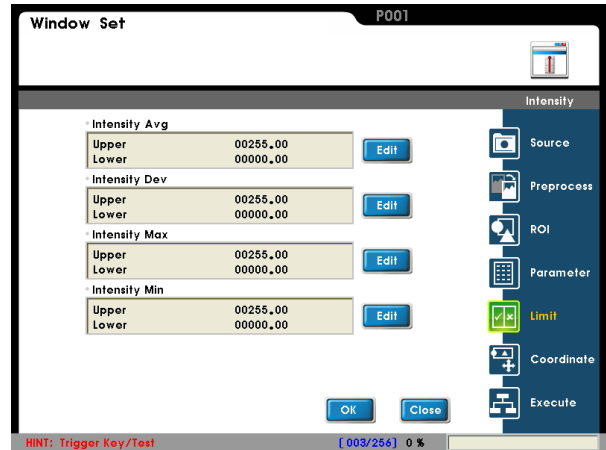 Window Set
P001
Intensity
Intensity Avg
Upper 00255.00
Lower 00000.00
Edit
Intensity Dev
Upper 00255.00
Lower 00000.00
Edit
Intensity Max
Upper 00255.00
Lower 00000.00
Edit
Intensity Min
Upper 00255.00
Lower 00000.00
Edit
Source
Preprocess
ROI
Parameter
Limit
Coordinate
Execute
OK Close
HINT: Trigger Key/Test [003/256] 0 %